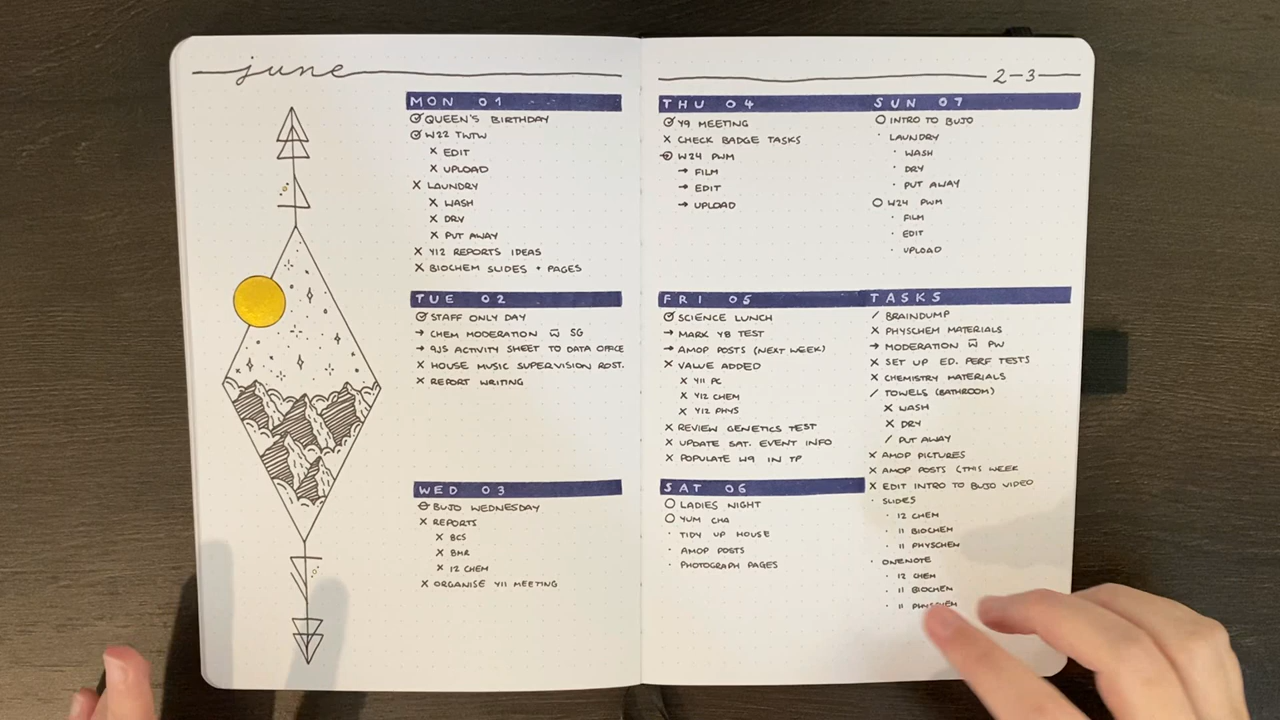 june
MON 01
QUEEN'S BIRTHDAY
W22 TWTW
× EDIT
× UPLOAD
× LAUNDRY
× WASH
× DRY
× PUT AWAY
× Y12 REPORTS IDEAS
× BIOCHEM SLIDES + PAGES
TUE 02
STAFF ONLY DAY
→ CHEM MODERATION w̅ SG
→ 9JS ACTIVITY SHEET TO DATA OFFICE
× HOUSE MUSIC SUPERVISION ROST.
× REPORT WRITING
WED 03
BUJO WEDNESDAY
× REPORTS
× BCS
× BMR
× 12 CHEM
× ORGANISE Y11 MEETING
2-3
THU 04
Y9 MEETING
× CHECK BADGE TASKS
W24 PWM
→ FILM
→ EDIT
→ UPLOAD
FRI 05
SCIENCE LUNCH
→ MARK Y8 TEST
→ AMOP POSTS (NEXT WEEK)
× VALUE ADDED
× Y11 PC
× Y12 CHEM
× Y12 PHYS
× REVIEW GENETICS TEST
× UPDATE SAT. EVENT INFO
× POPULATE W9 IN TP
SAT 06
○ LADIES NIGHT
○ YUM CHA
· TIDY UP HOUSE
· AMOP POSTS
· PHOTOGRAPH PAGES
SUN 07
○ INTRO TO BUJO
· LAUNDRY
· WASH
· DRY
· PUT AWAY
○ W24 PWM
· FILM
· EDIT
· UPLOAD
TASKS
/ BRAINDUMP
× PHYSCHEM MATERIALS
→ MODERATION w̅ PW
× SET UP ED. PERF TESTS
× CHEMISTRY MATERIALS
/ TOWELS (BATHROOM)
× WASH
× DRY
/ PUT AWAY
× AMOP PICTURES
× AMOP POSTS (THIS WEEK
× EDIT INTRO TO BUJO VIDEO
· SLIDES
· 12 CHEM
· 11 BIOCHEM
· 11 PHYSCHEM
· ONENOTE
· 12 CHEM
· 11 BIOCHEM
· 11 PHYSCHEM